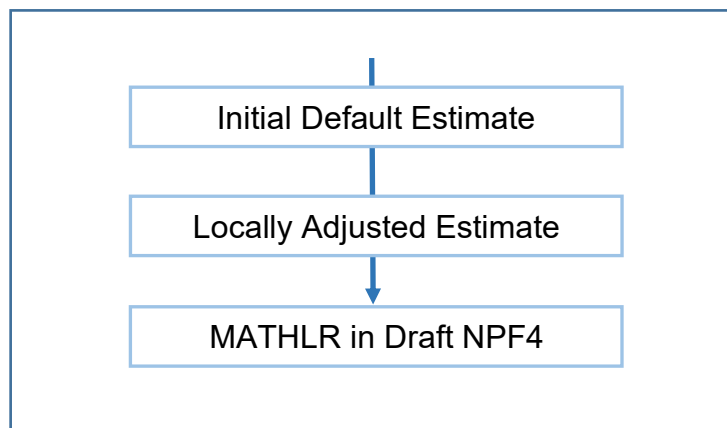 Initial Default Estimate
Locally Adjusted Estimate
MATHLR in Draft NPF4